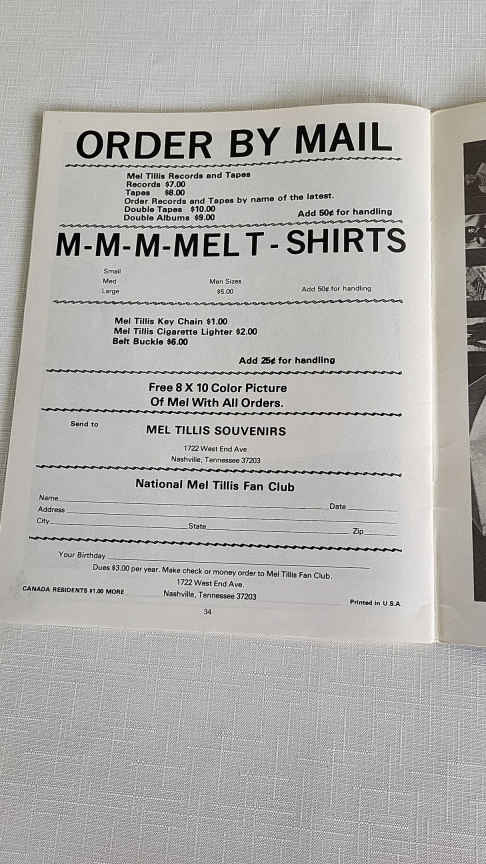 ORDER BY MAIL
Mel Tillis Records and Tapes
Records $7.00
Tapes $8.00
Order Records and Tapes by name of the latest.
Double Tapes $10.00
Double Albums $9.00 Add 50¢ for handling
M-M-M-MEL T-SHIRTS
Small
Med Men Sizes
Large $5.00 Add 50¢ for handling
Mel Tillis Key Chain $1.00
Mel Tillis Cigarette Lighter $2.00
Belt Buckle $6.00
Add 25¢ for handling
Free 8 X 10 Color Picture
Of Mel With All Orders.
Send to MEL TILLIS SOUVENIRS
1722 West End Ave.
Nashville, Tennessee 37203
National Mel Tillis Fan Club
Name Date
Address
City State Zip
Your Birthday
Dues $3.00 per year. Make check or money order to Mel Tillis Fan Club.
1722 West End Ave.
CANADA RESIDENTS $1.00 MORE Nashville, Tennessee 37203 Printed in U.S.A.
34